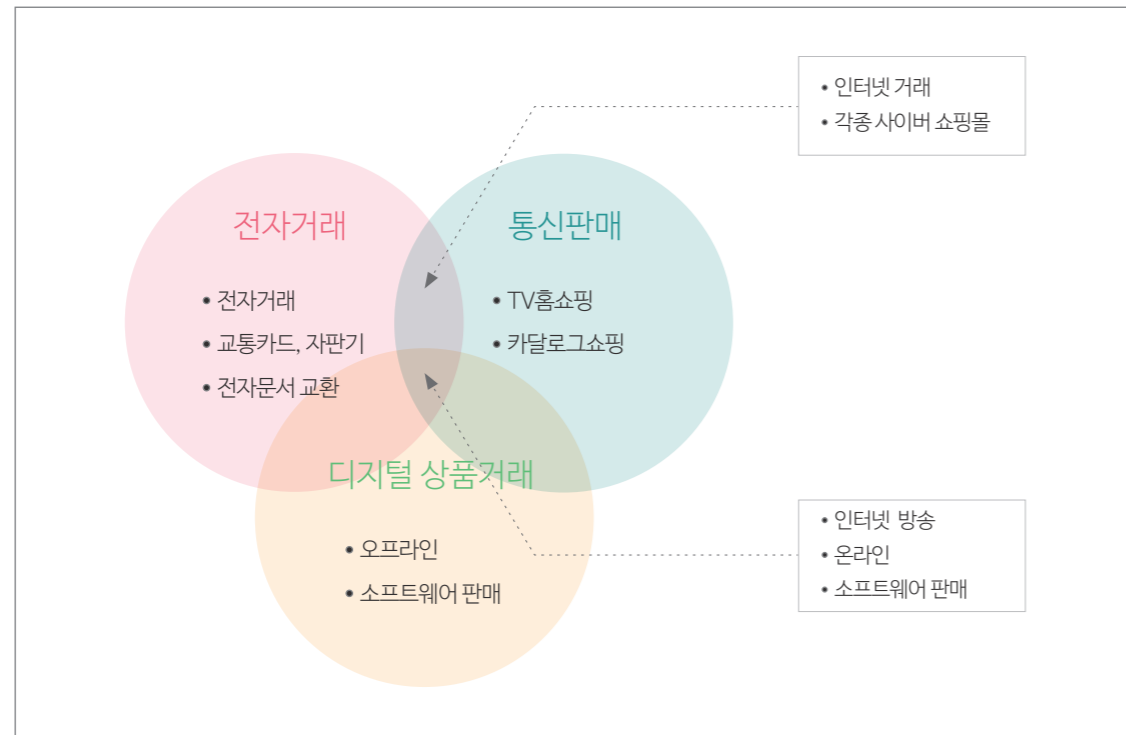 • 인터넷 거래
• 각종 사이버 쇼핑몰
전자거래
• 전자거래
• 교통카드, 자판기
• 전자문서 교환
통신판매
• TV홈쇼핑
• 카달로그쇼핑
디지털 상품거래
• 오프라인
• 소프트웨어 판매
• 인터넷 방송
• 온라인
• 소프트웨어 판매